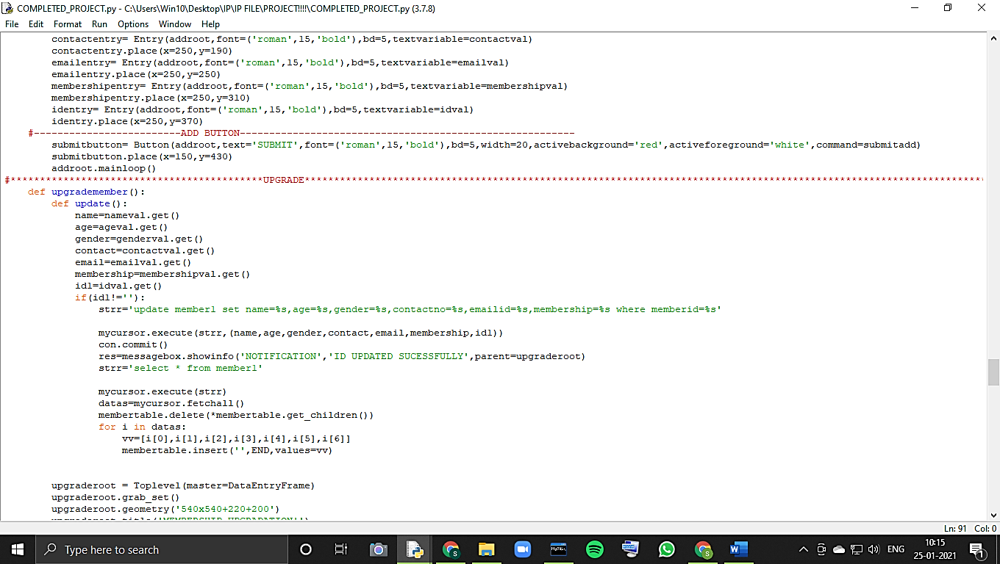 COMPLETED_PROJECT.py - C:\Users\Win10\Desktop\IP\IP FILE\PROJECT!!!!\COMPLETED_PROJECT.py (3.7.8)
File Edit Format Run Options Window Help
contactentry= Entry(addroot,font=('roman',15,'bold'),bd=5,textvariable=contactval)
contactentry.place(x=250,y=190)
emailentry= Entry(addroot,font=('roman',15,'bold'),bd=5,textvariable=emailval)
emailentry.place(x=250,y=250)
membershipentry= Entry(addroot,font=('roman',15,'bold'),bd=5,textvariable=membershipval)
membershipentry.place(x=250,y=310)
identry= Entry(addroot,font=('roman',15,'bold'),bd=5,textvariable=idval)
identry.place(x=250,y=370)
#-------------------------ADD BUTTON---------------------------------------------------------
submitbutton= Button(addroot,text='SUBMIT',font=('roman',15,'bold'),bd=5,width=20,activebackground='red',activeforeground='white',command=submitadd)
submitbutton.place(x=150,y=430)
addroot.mainloop()
#*******************************************UPGRADE********************************************************************************************************************
def upgrademember():
def update():
name=nameval.get()
age=ageval.get()
gender=genderval.get()
contact=contactval.get()
email=emailval.get()
membership=membershipval.get()
id1=idval.get()
if(id1!=''):
strr='update member1 set name=%s,age=%s,gender=%s,contactno=%s,emailid=%s,membership=%s where memberid=%s'
mycursor.execute(strr,(name,age,gender,contact,email,membership,id1))
con.commit()
res=messagebox.showinfo('NOTIFICATION','ID UPDATED SUCESSFULLY',parent=upgraderoot)
strr='select * from member1'
mycursor.execute(strr)
datas=mycursor.fetchall()
membertable.delete(*membertable.get_children())
for i in datas:
vv=[i[0],i[1],i[2],i[3],i[4],i[5],i[6]]
membertable.insert('',END,values=vv)
upgraderoot = Toplevel(master=DataEntryFrame)
upgraderoot.grab_set()
upgraderoot.geometry('540x540+220+200')
upgraderoot.title('MEMBERSHIP UPGRADATION'')
Ln: 91 Col: 0
Type here to search
ENG
10:15
25-01-2021
1